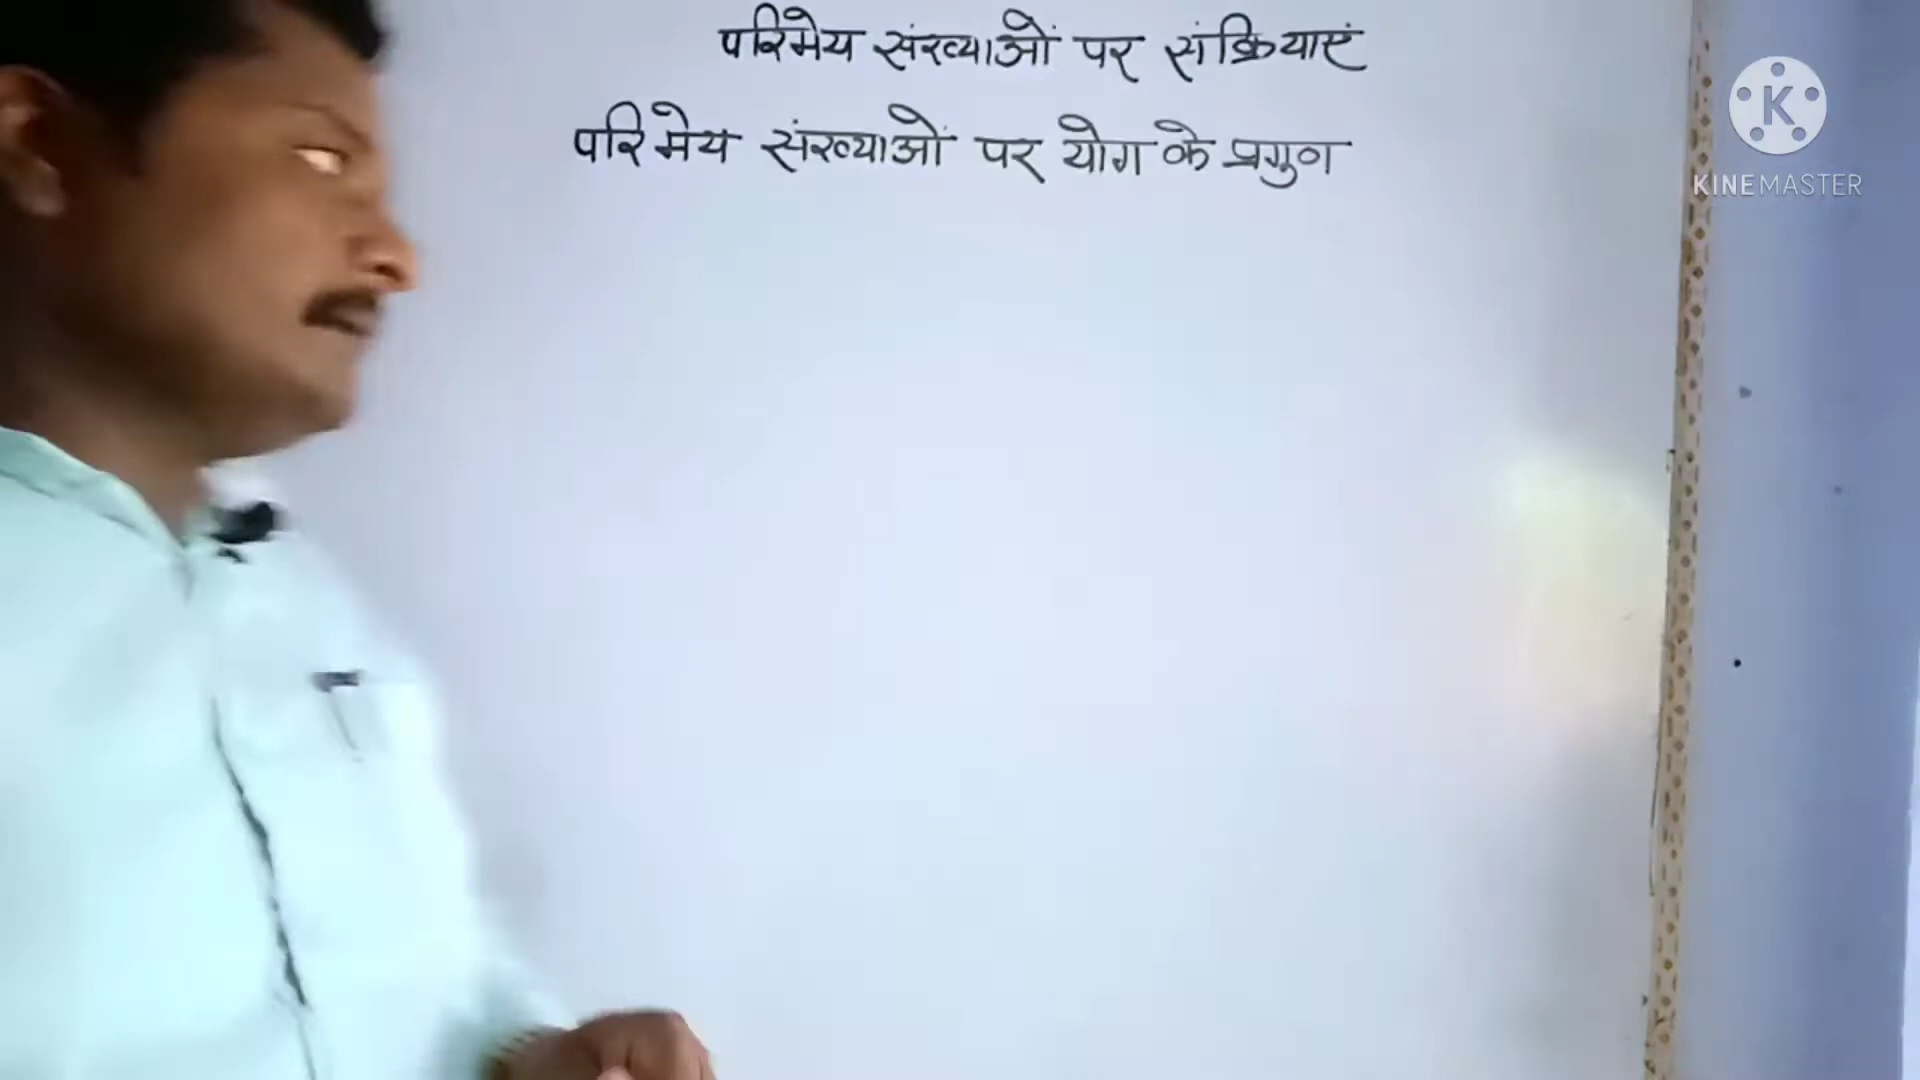 परिमेय संख्याओं पर संक्रियाएं
परिमेय संख्याओं पर योग के प्रगुण
K
KINEMASTER